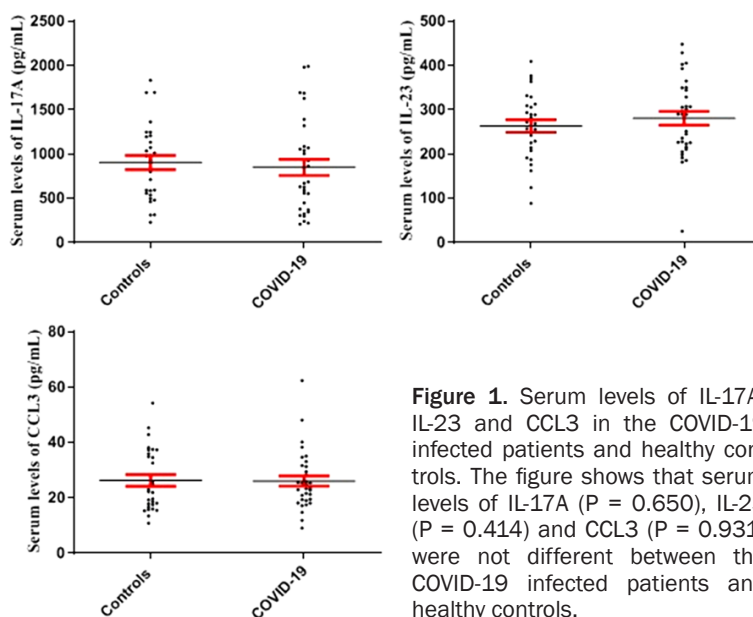 2500
2000
1500
1000
500
0
Serum levels of IL-17A (pg/mL)
Controls
COVID-19
500
400
300
200
100
0
Serum levels of IL-23 (pg/mL)
Controls
COVID-19
80
60
40
20
0
Serum levels of CCL3 (pg/mL)
Controls
COVID-19
Figure 1. Serum levels of IL-17A
IL-23 and CCL3 in the COVID-19
infected patients and healthy con
trols. The figure shows that serum
levels of IL-17A (P = 0.650), IL-2
(P = 0.414) and CCL3 (P = 0.931
were not different between th
COVID-19 infected patients an
healthy controls.